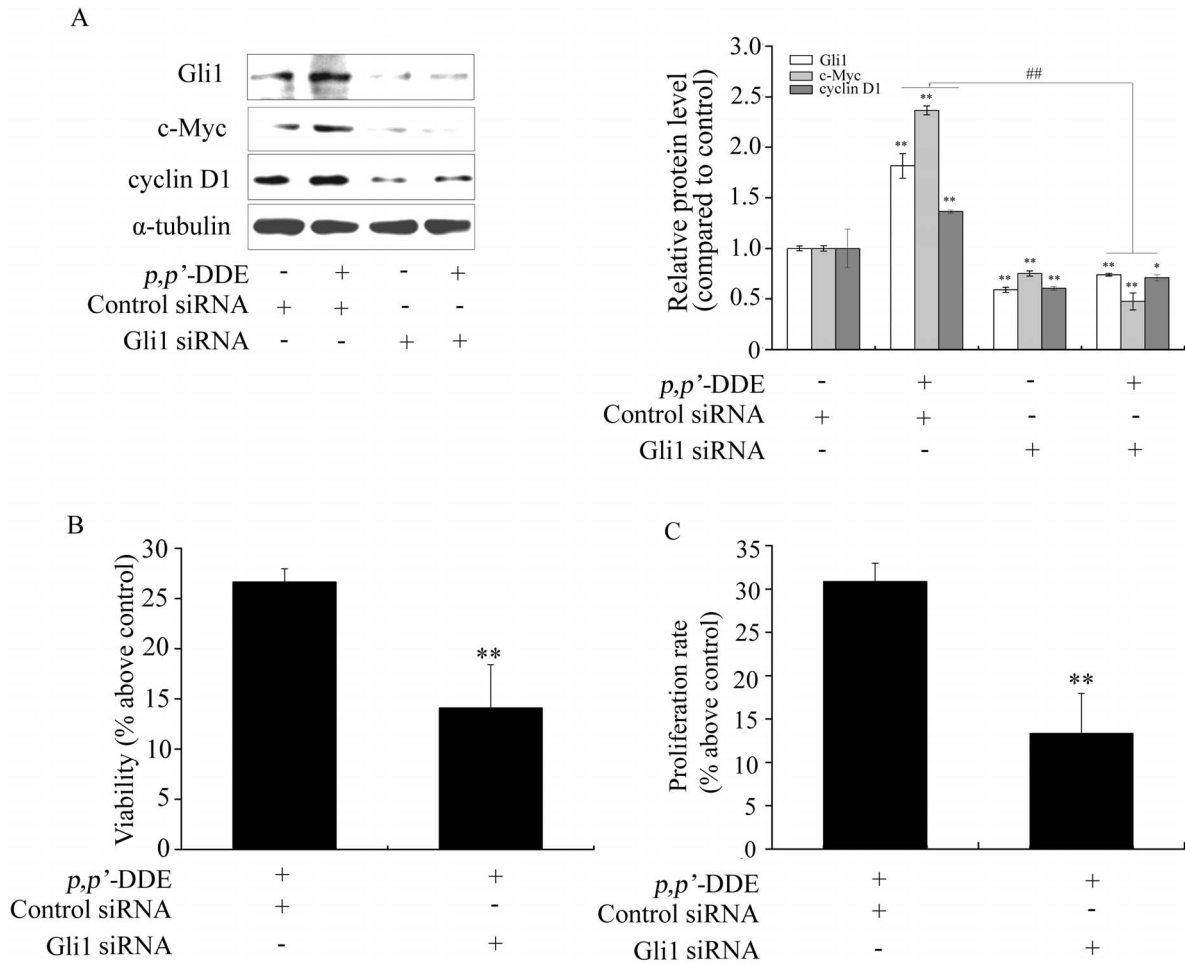 A
Gli1
c-Myc
cyclin D1
α-tubulin
p,p'-DDE - + - +
Control siRNA + + - -
Gli1 siRNA - - + +
Relative protein level
(compared to control)
3.0
2.5
2.0
1.5
1.0
0.5
0
Gli1
c-Myc
cyclin D1
##
** ** **
** ** **
** ** *
p,p'-DDE - + - +
Control siRNA + + - -
Gli1 siRNA - - + +
B
Viability (% above control)
30
25
20
15
10
5
0
**
p,p'-DDE + +
Control siRNA + -
Gli1 siRNA - +
C
Proliferation rate
(% above control)
35
30
25
20
15
10
5
0
**
p,p'-DDE + +
Control siRNA + -
Gli1 siRNA - +